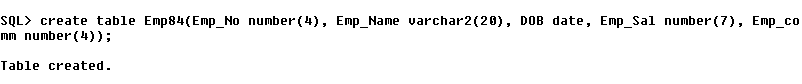 SQL> create table Emp84(Emp_No number(4), Emp_Name varchar2(20), DOB date, Emp_Sal number(7), Emp_co
mm number(4));
Table created.